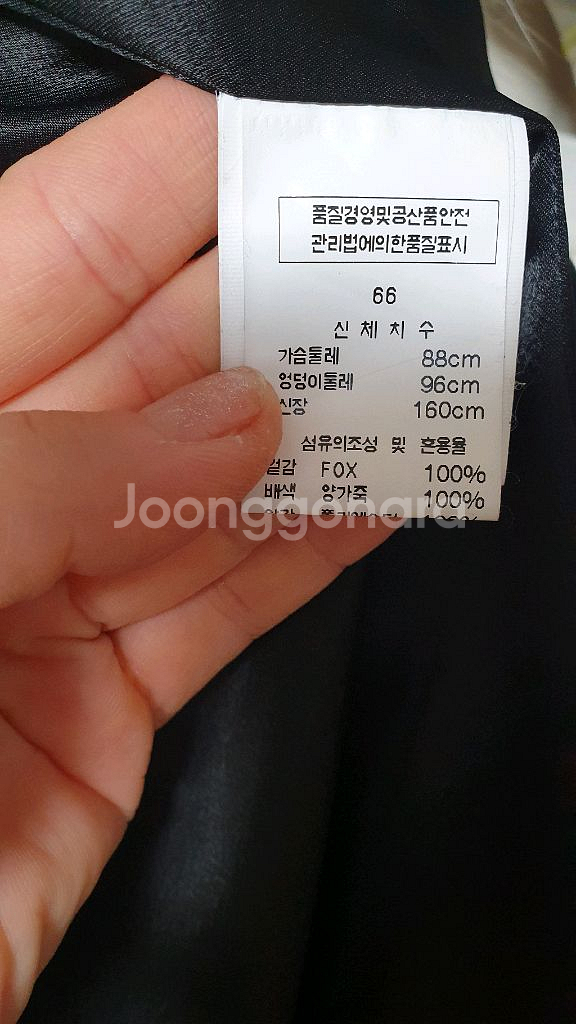 품질경영및공산품안전
관리법에의한품질표시
66
신 체 치 수
가슴둘레 88cm
엉덩이둘레 96cm
신장 160cm
섬유의조성 및 혼용율
겉감 FOX 100%
배색 양가죽 100%
Joonggonara